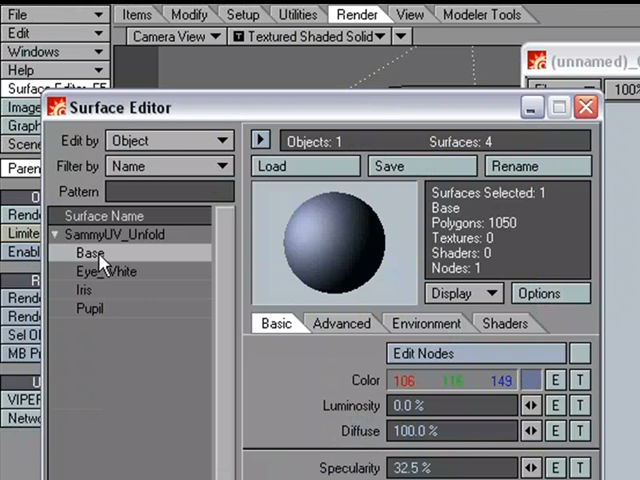 File Items Modify Setup Utilities Render View Modeler Tools
Edit Camera View Textured Shaded Solid
Windows
Help (unnamed)_
Surface Editor
Image 100%
Surface Editor
Edit by Object Objects: 1 Surfaces: 4
Filter by Name Load Save Rename
Pattern
Surface Name
SammyUV_Unfold
Base
Iris
Pupil
Surfaces Selected: 1
Base
Polygons: 1050
Textures: 0
Shaders: 0
Nodes: 1
Display Options
Basic Advanced Environment Shaders
Edit Nodes
Color 106 116 149 E T
Luminosity 0.0 % E T
Diffuse 100.0 % E T
Specularity 32.5 % E T
VIPER